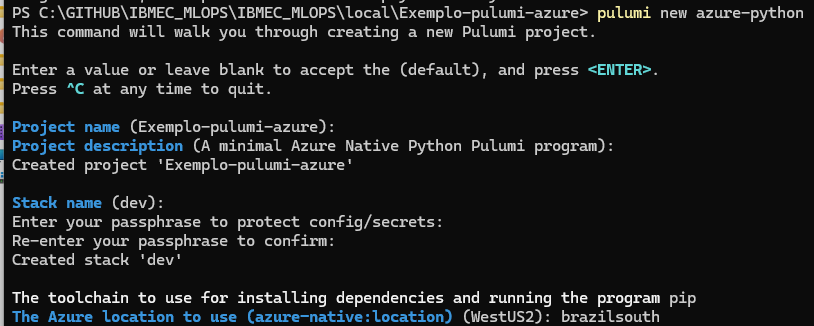 PS C:\GITHUB\IBMEC_MLOPS\IBMEC_MLOPS\local\Exemplo-pulumi-azure> pulumi new azure-python
This command will walk you through creating a new Pulumi project.
Enter a value or leave blank to accept the (default), and press <ENTER>.
Press ^C at any time to quit.
Project name (Exemplo-pulumi-azure):
Project description (A minimal Azure Native Python Pulumi program):
Created project 'Exemplo-pulumi-azure'
Stack name (dev):
Enter your passphrase to protect config/secrets:
Re-enter your passphrase to confirm:
Created stack 'dev'
The toolchain to use for installing dependencies and running the program pip
The Azure location to use (azure-native:location) (WestUS2): brazilsouth